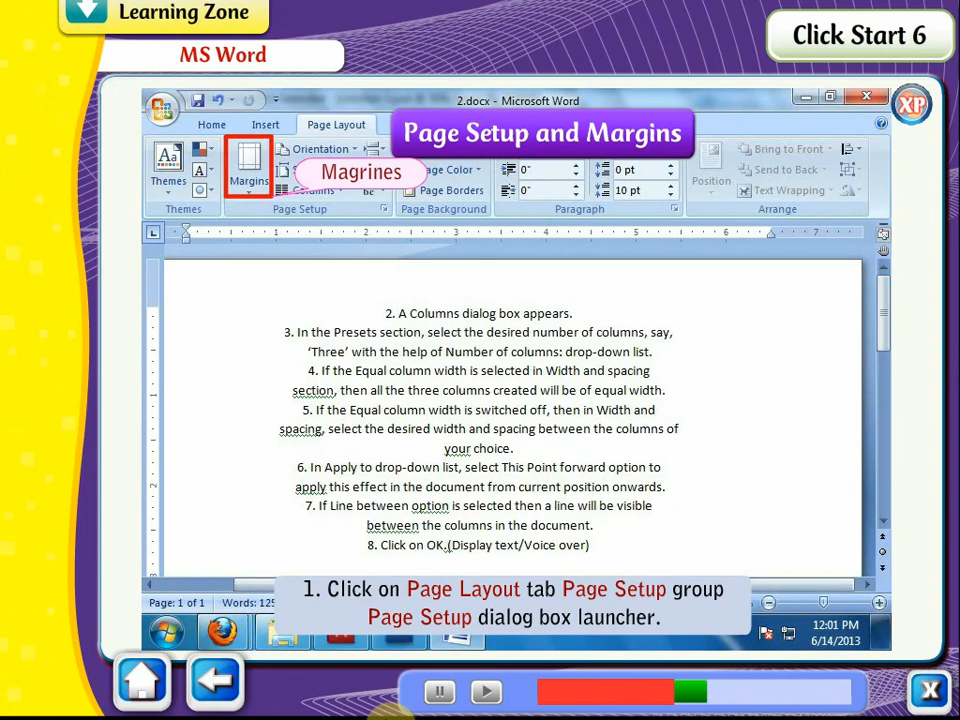 Learning Zone
Click Start 6
MS Word
2.docx - Microsoft Word
XP
Home Insert Page Layout
Page Setup and Margins
Themes
Margins
Orientation
Magrines
Page Color
Page Borders
0"
0"
0 pt
10 pt
Position
Bring to Front
Send to Back
Text Wrapping
Themes Page Setup Page Background Paragraph Arrange
1 2 3 4 5 6 7
2. A Columns dialog box appears.
3. In the Presets section, select the desired number of columns, say,
‘Three’ with the help of Number of columns: drop-down list.
4. If the Equal column width is selected in Width and spacing
section, then all the three columns created will be of equal width.
5. If the Equal column width is switched off, then in Width and
spacing, select the desired width and spacing between the columns of
your choice.
6. In Apply to drop-down list, select This Point forward option to
apply this effect in the document from current position onwards.
7. If Line between option is selected then a line will be visible
between the columns in the document.
8. Click on OK.(Display text/Voice over)
1. Click on Page Layout tab Page Setup group
Page Setup dialog box launcher.
Page: 1 of 1 Words: 125
12:01 PM
6/14/2013